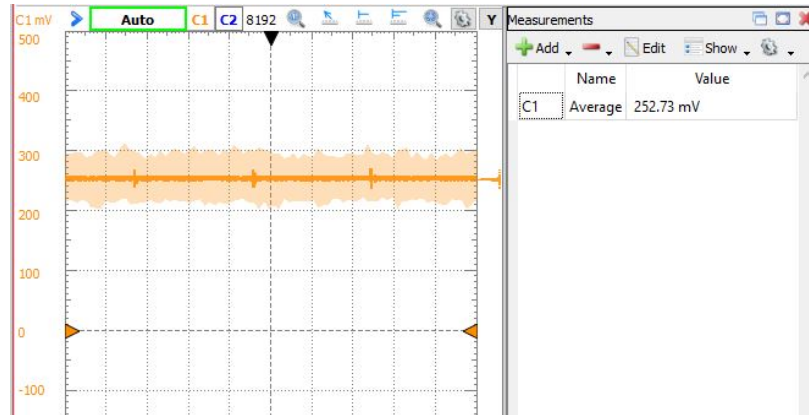 C1 mV Auto C1 C2 8192 Y
500
400
300
200
100
0
-100
Measurements
Add Edit Show
Name Value
C1 Average 252.73 mV